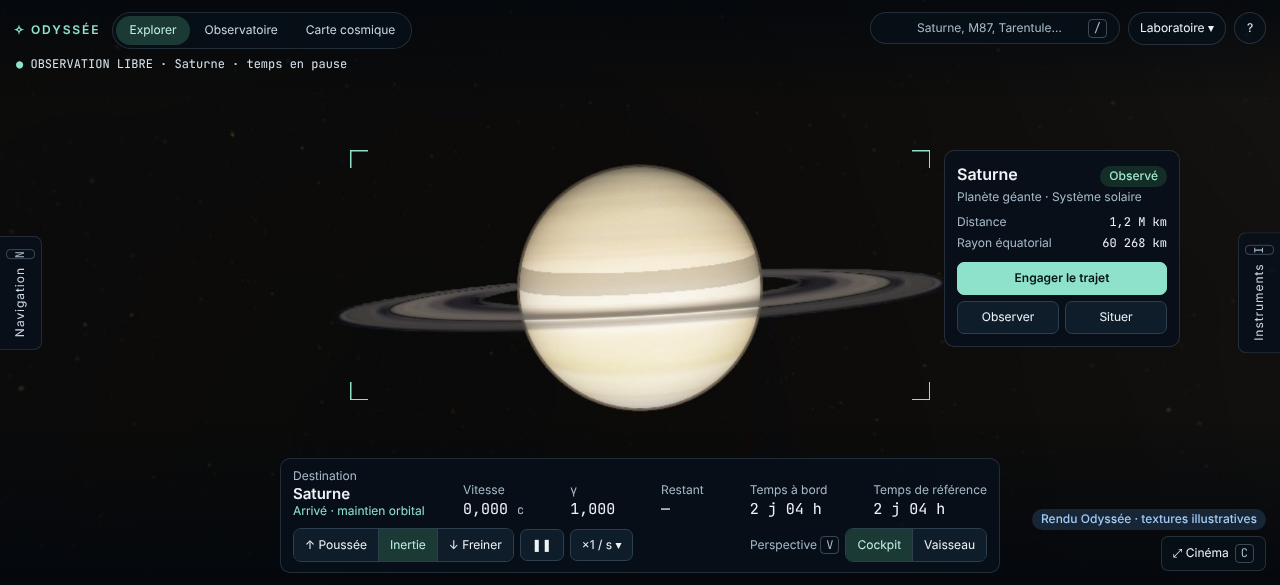 ✧ ODYSSÉE
Explorer Observatoire Carte cosmique
Saturne, M87, Tarentule... /
Laboratoire ▾
?
● OBSERVATION LIBRE · Saturne · temps en pause
Navigation N
Saturne Observé
Planète géante · Système solaire
Distance 1,2 M km
Rayon équatorial 60 268 km
Engager le trajet
Observer Situer
Instruments I
Destination
Saturne
Arrivé · maintien orbital
Vitesse
0,000 c
γ
1,000
Restant
—
Temps à bord
2 j 04 h
Temps de référence
2 j 04 h
↑ Poussée Inertie ↓ Freiner ❚❚ ×1 / s ▾
Perspective V Cockpit Vaisseau
Rendu Odyssée · textures illustratives
⤢ Cinéma C